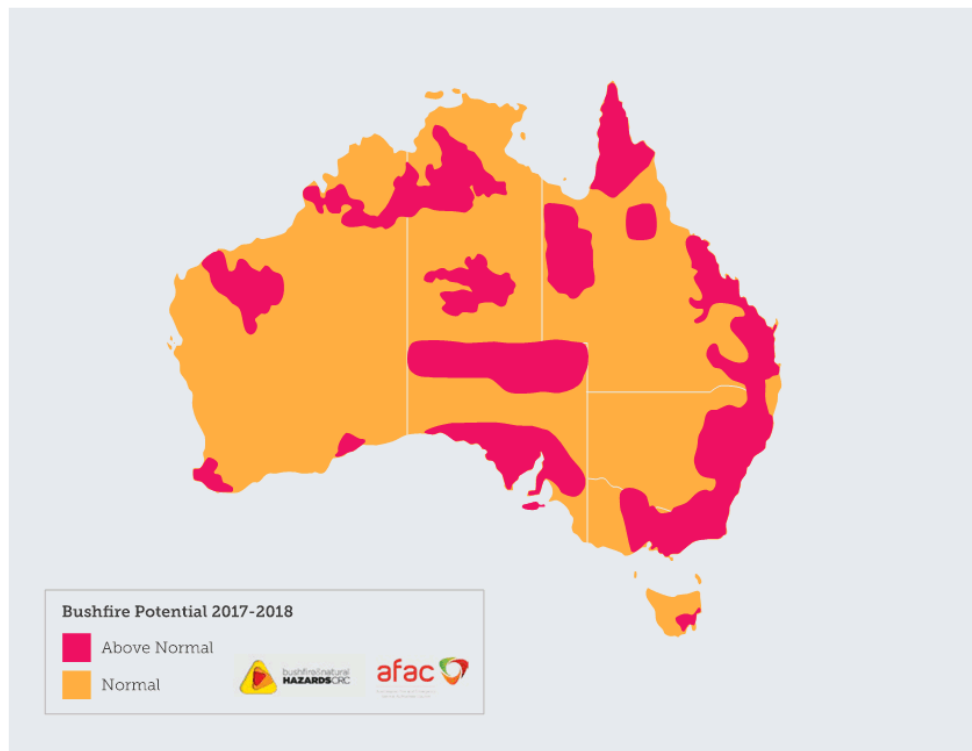 Bushfire Potential 2017-2018
Above Normal
Normal
bushfire&natural
HAZARDSCRC
afac